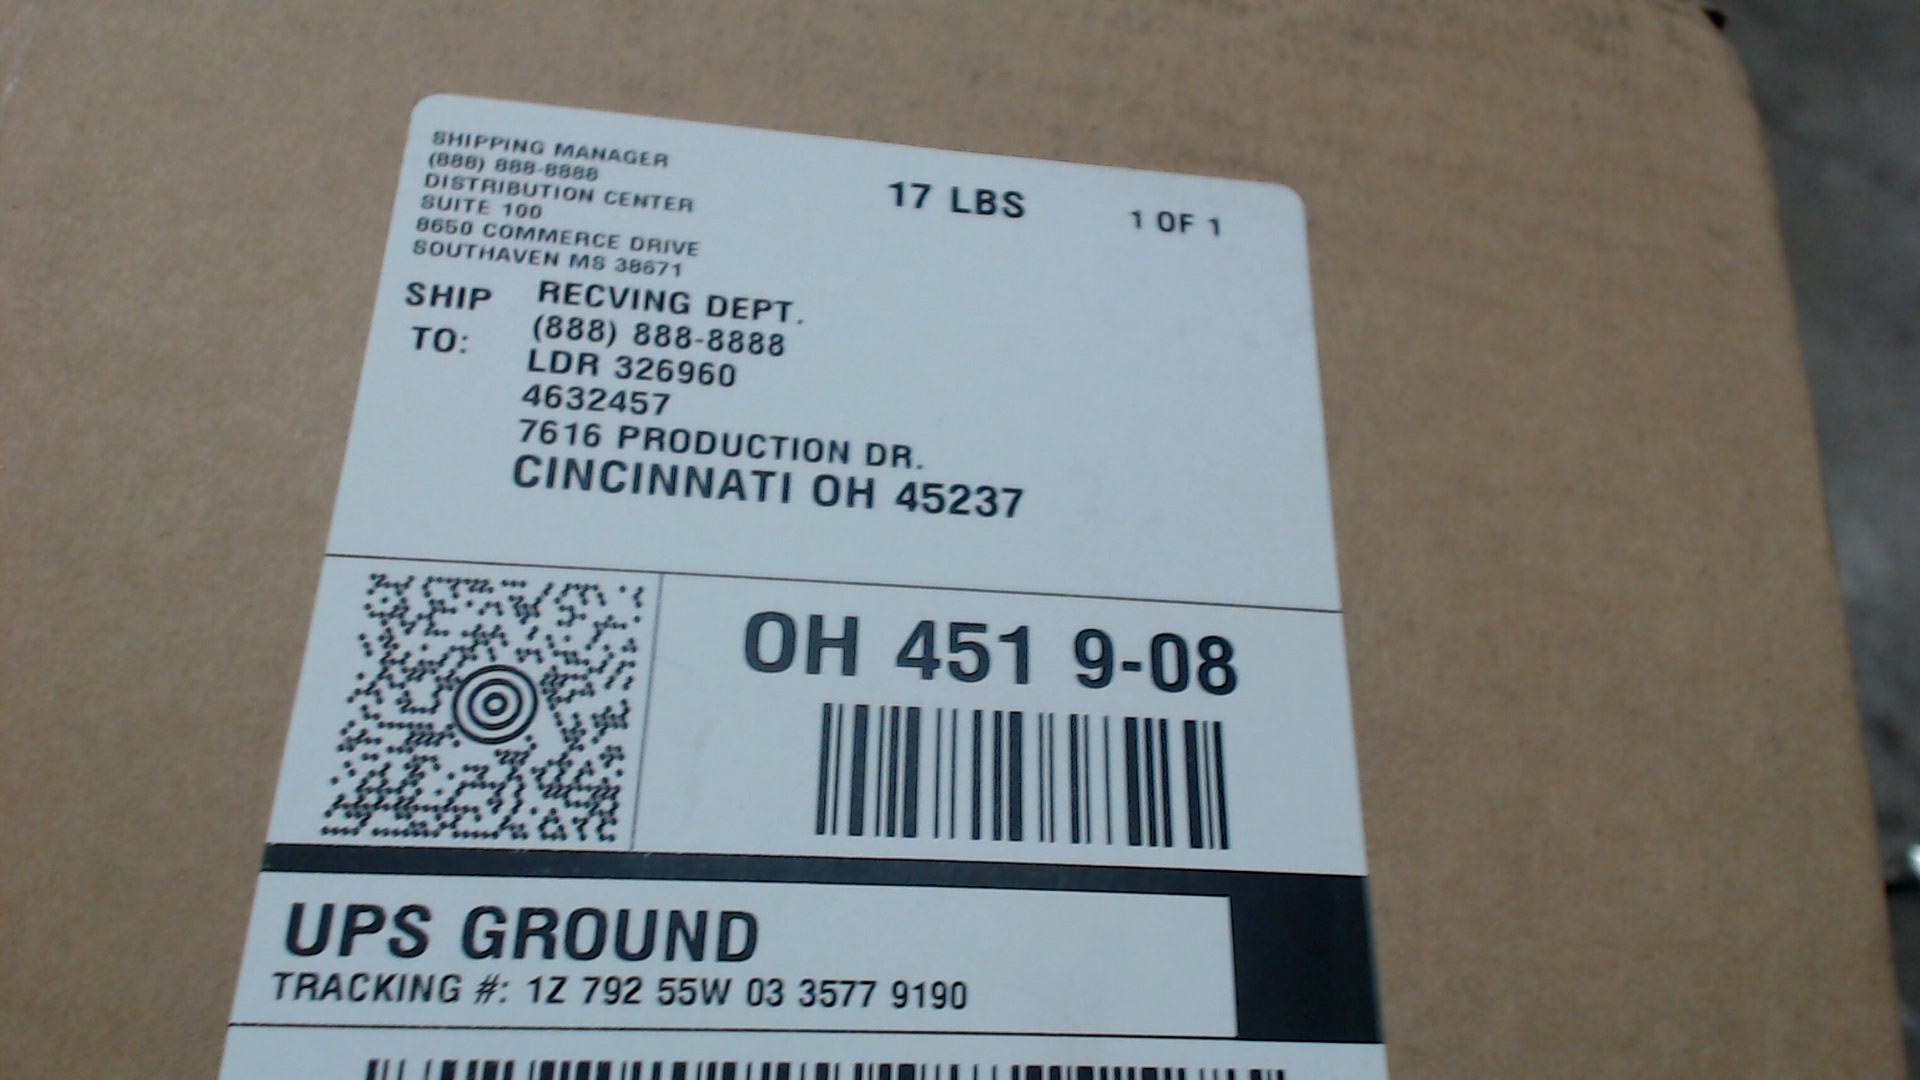 SHIPPING MANAGER
(888) 888-8888
DISTRIBUTION CENTER
SUITE 100
8650 COMMERCE DRIVE
SOUTHAVEN MS 38671
17 LBS
1 OF 1
SHIP TO:
RECVING DEPT.
(888) 888-8888
LDR 326960
4632457
7616 PRODUCTION DR.
CINCINNATI OH 45237
OH 451 9-08
UPS GROUND
TRACKING #: 1Z 792 55W 03 3577 9190